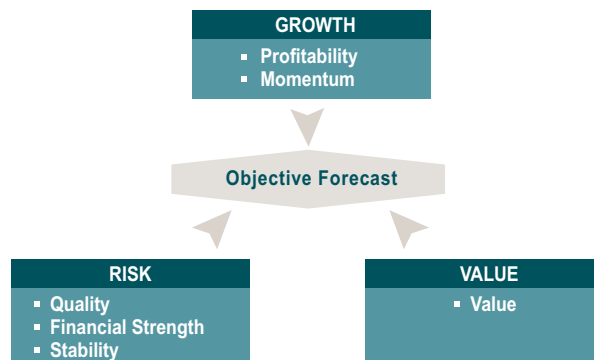 GROWTH
▪ Profitability
▪ Momentum
Objective Forecast
RISK
▪ Quality
▪ Financial Strength
▪ Stability
VALUE
▪ Value